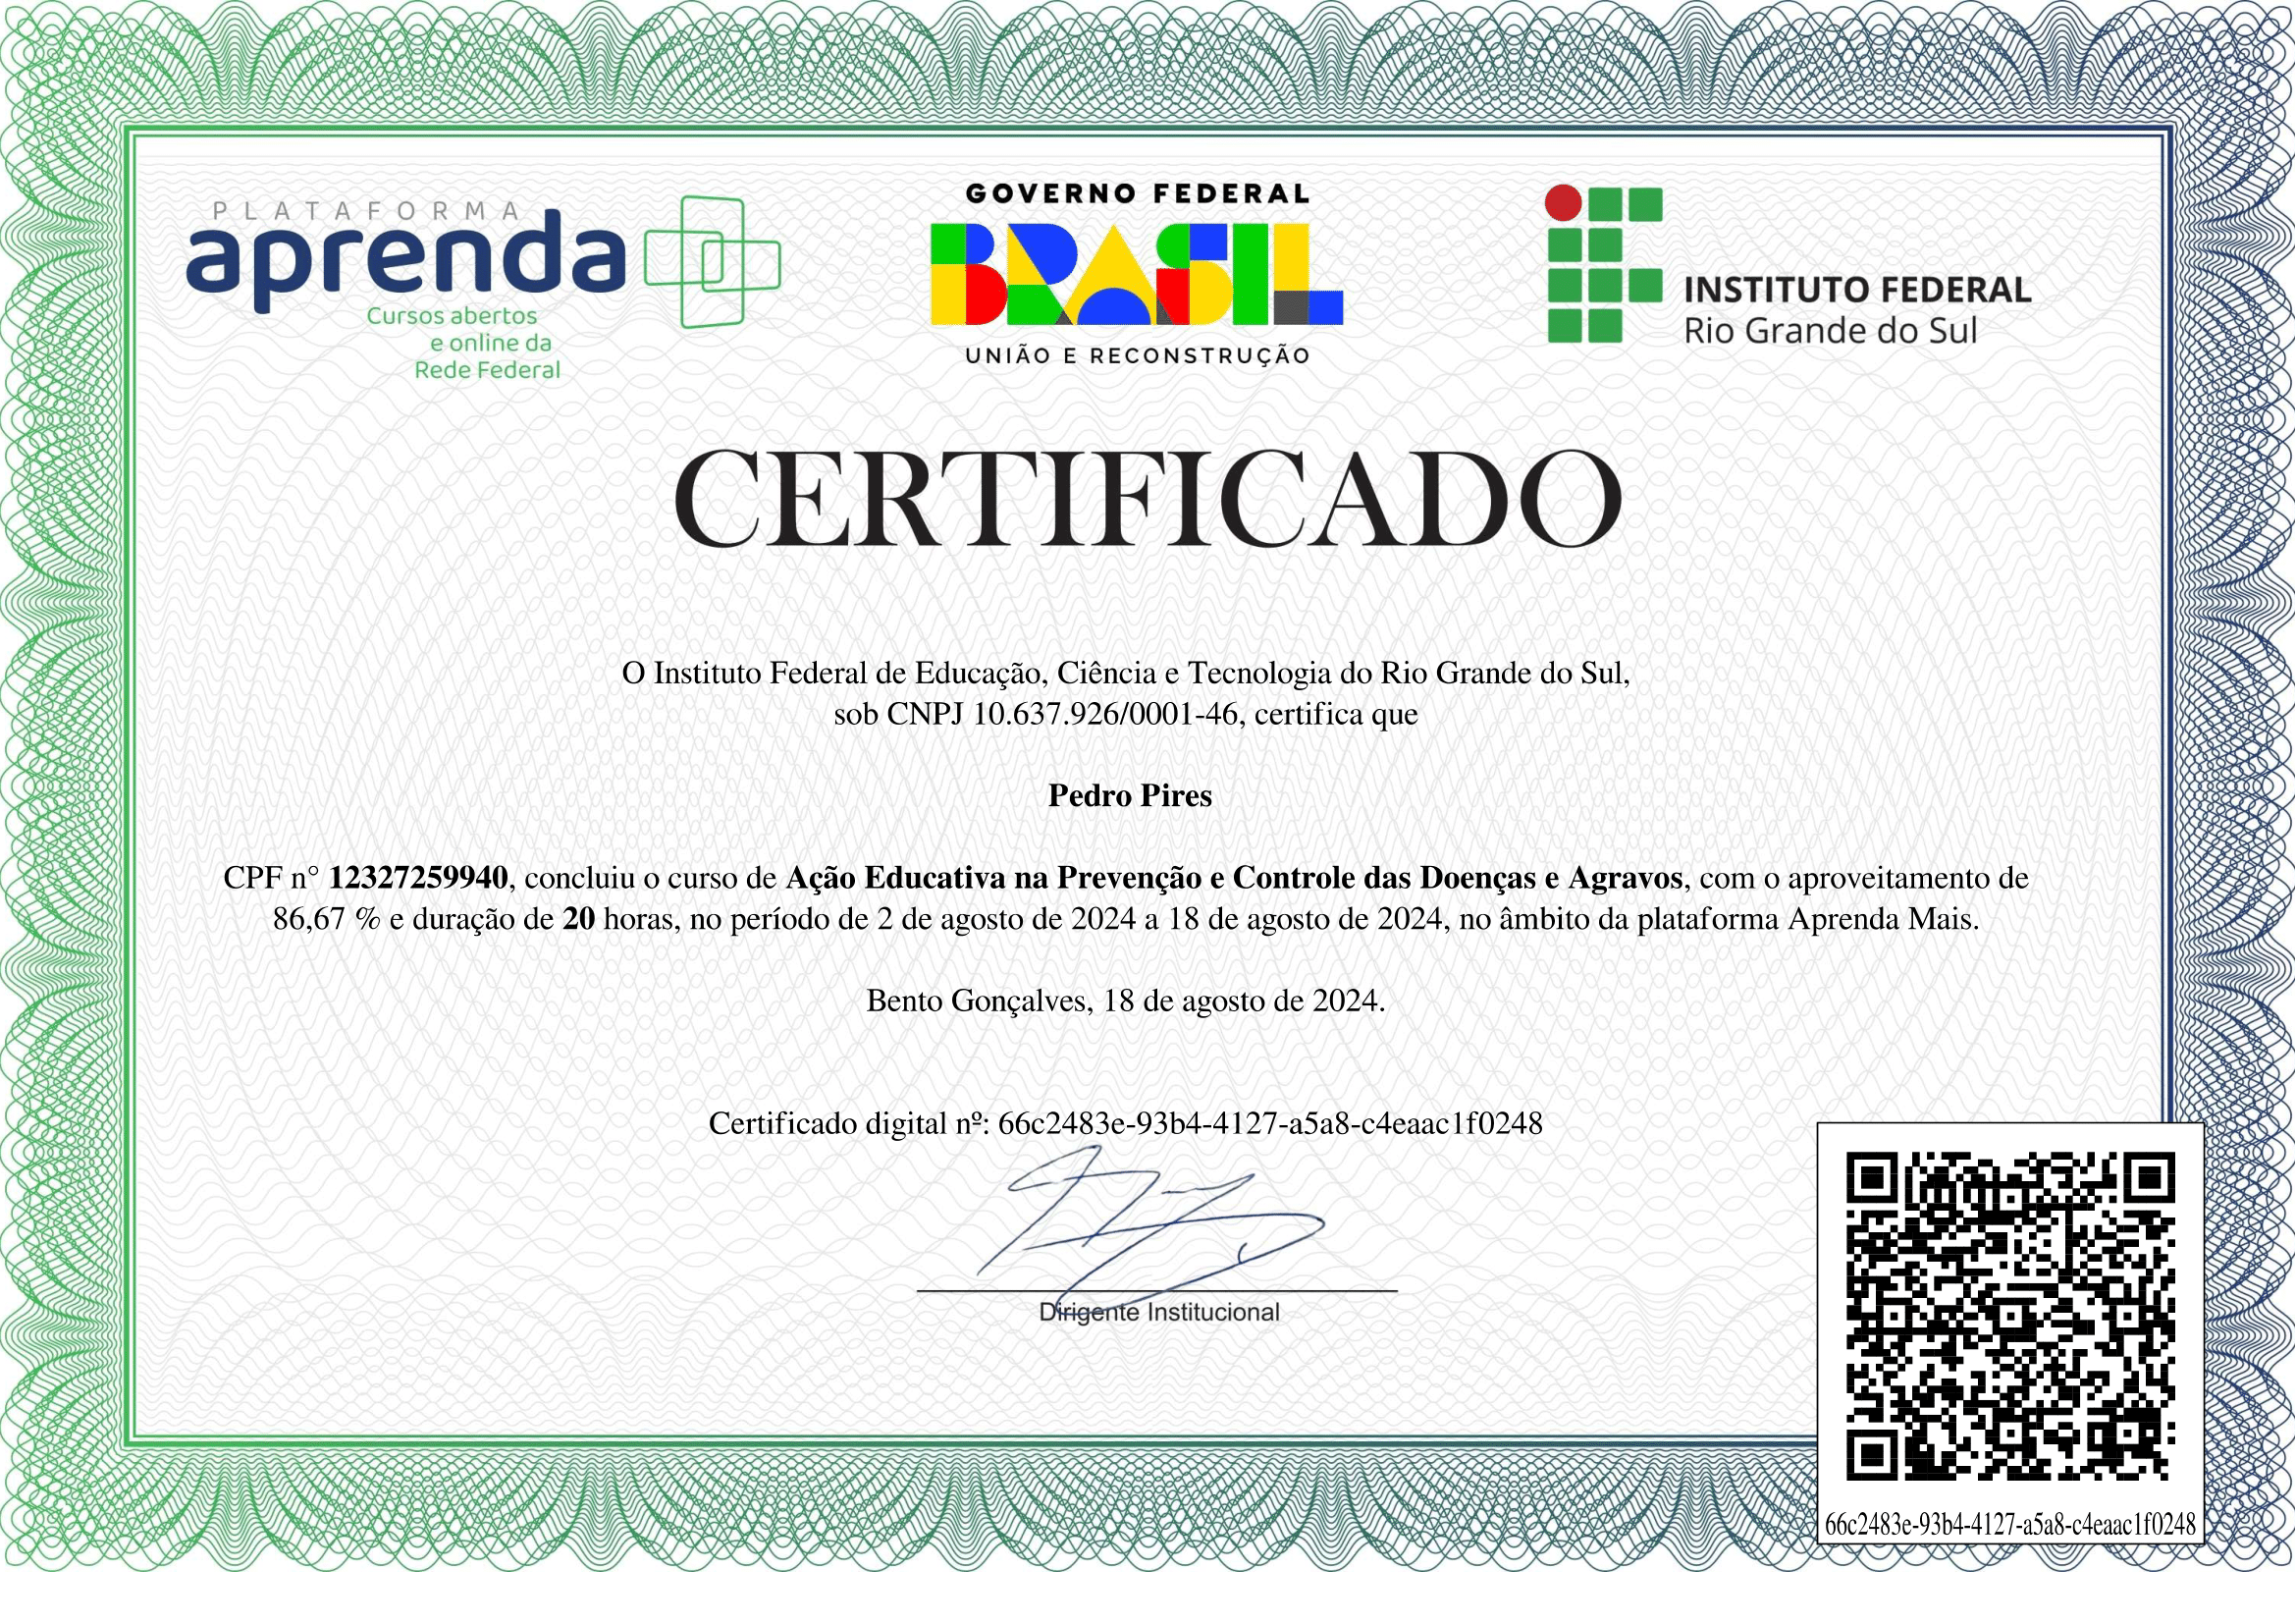 PLATAFORMA
aprenda
Cursos abertos
e online da
Rede Federal
GOVERNO FEDERAL
BRASIL
UNIÃO E RECONSTRUÇÃO
INSTITUTO FEDERAL
Rio Grande do Sul
CERTIFICADO
O Instituto Federal de Educação, Ciência e Tecnologia do Rio Grande do Sul,
sob CNPJ 10.637.926/0001-46, certifica que
Pedro Pires
CPF n° 12327259940, concluiu o curso de Ação Educativa na Prevenção e Controle das Doenças e Agravos, com o aproveitamento de
86,67 % e duração de 20 horas, no período de 2 de agosto de 2024 a 18 de agosto de 2024, no âmbito da plataforma Aprenda Mais.
Bento Gonçalves, 18 de agosto de 2024.
Certificado digital nº: 66c2483e-93b4-4127-a5a8-c4eaac1f0248
Dirigente Institucional
66c2483e-93b4-4127-a5a8-c4eaac1f0248